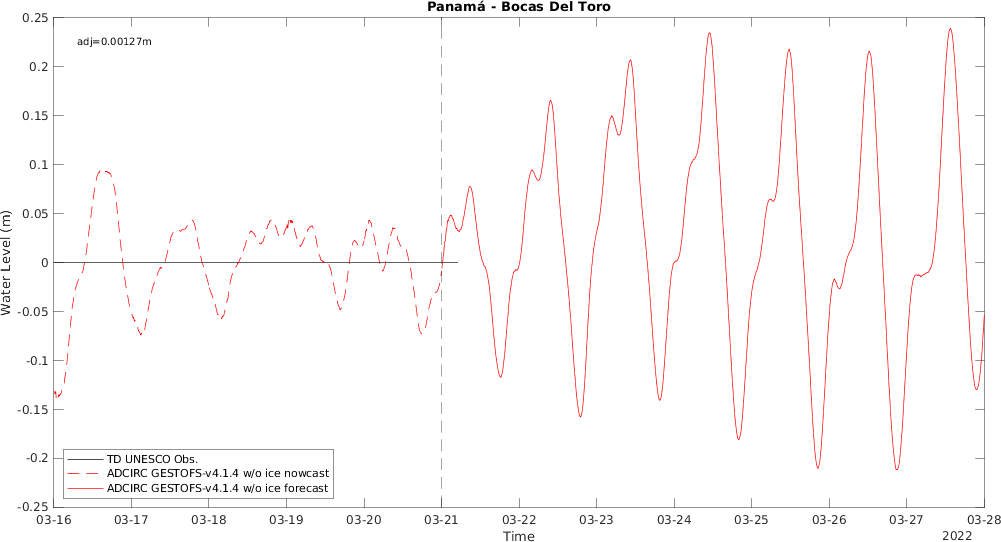 Panamá - Bocas Del Toro
adj=0.00127m
0.25
0.2
0.15
0.1
0.05
0
-0.05
-0.1
-0.15
-0.2
-0.25
Water Level (m)
TD UNESCO Obs.
ADCIRC GESTOFS-v4.1.4 w/o ice nowcast
ADCIRC GESTOFS-v4.1.4 w/o ice forecast
03-16 03-17 03-18 03-19 03-20 03-21 03-22 03-23 03-24 03-25 03-26 03-27 03-28
Time
2022